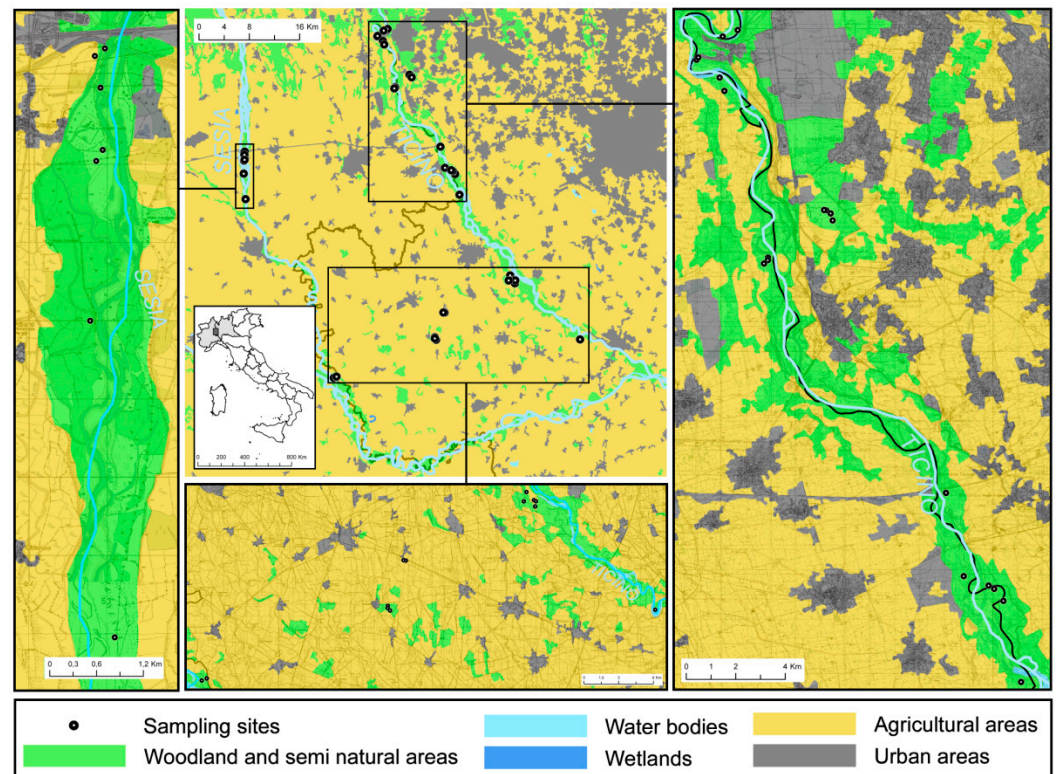 SESIA
0 0,3 0,6 1,2 Km
0 4 8 16 Km
SESIA
TICINO
0 200 400 800 Km
TICINO
TICINO
0 1 2 4 Km
Sampling sites
Water bodies
Agricultural areas
Woodland and semi natural areas
Wetlands
Urban areas